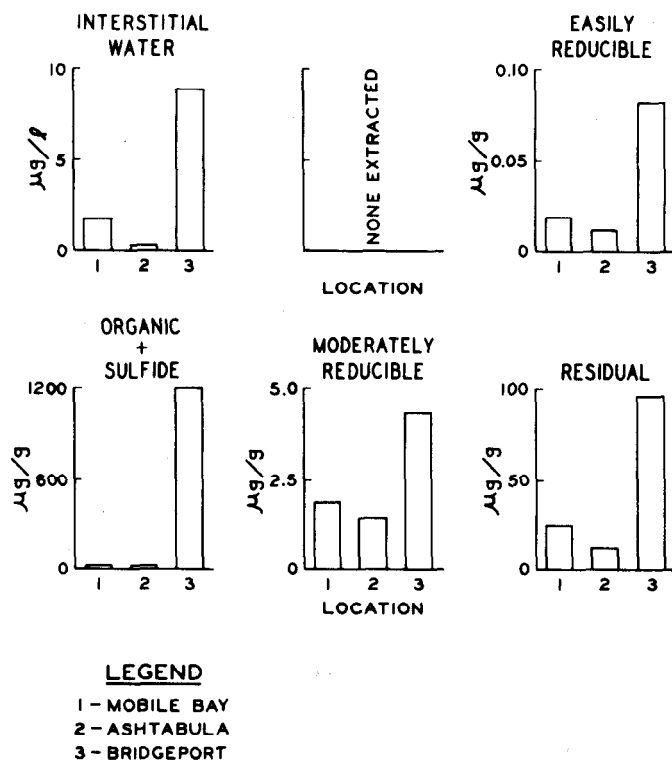 INTERSTITIAL
WATER
10
5
0
µg/l
1 2 3
NONE EXTRACTED
LOCATION
EASILY
REDUCIBLE
0.10
0.05
0
µg/g
1 2 3
ORGANIC
+
SULFIDE
1200
600
0
µg/g
1 2 3
MODERATELY
REDUCIBLE
5.0
2.5
0
µg/g
1 2 3
LOCATION
RESIDUAL
100
50
0
µg/g
1 2 3
LEGEND
1 - MOBILE BAY
2 - ASHTABULA
3 - BRIDGEPORT